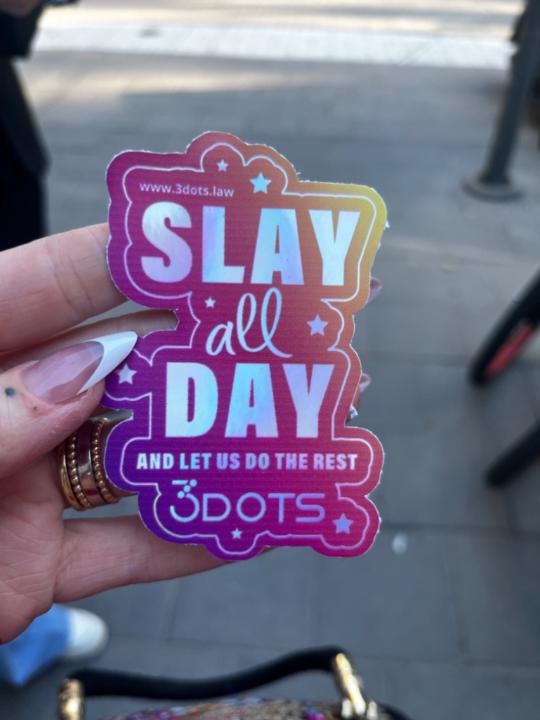 www.3dots.law
SLAY
all
DAY
AND LET US DO THE REST
3DOTS